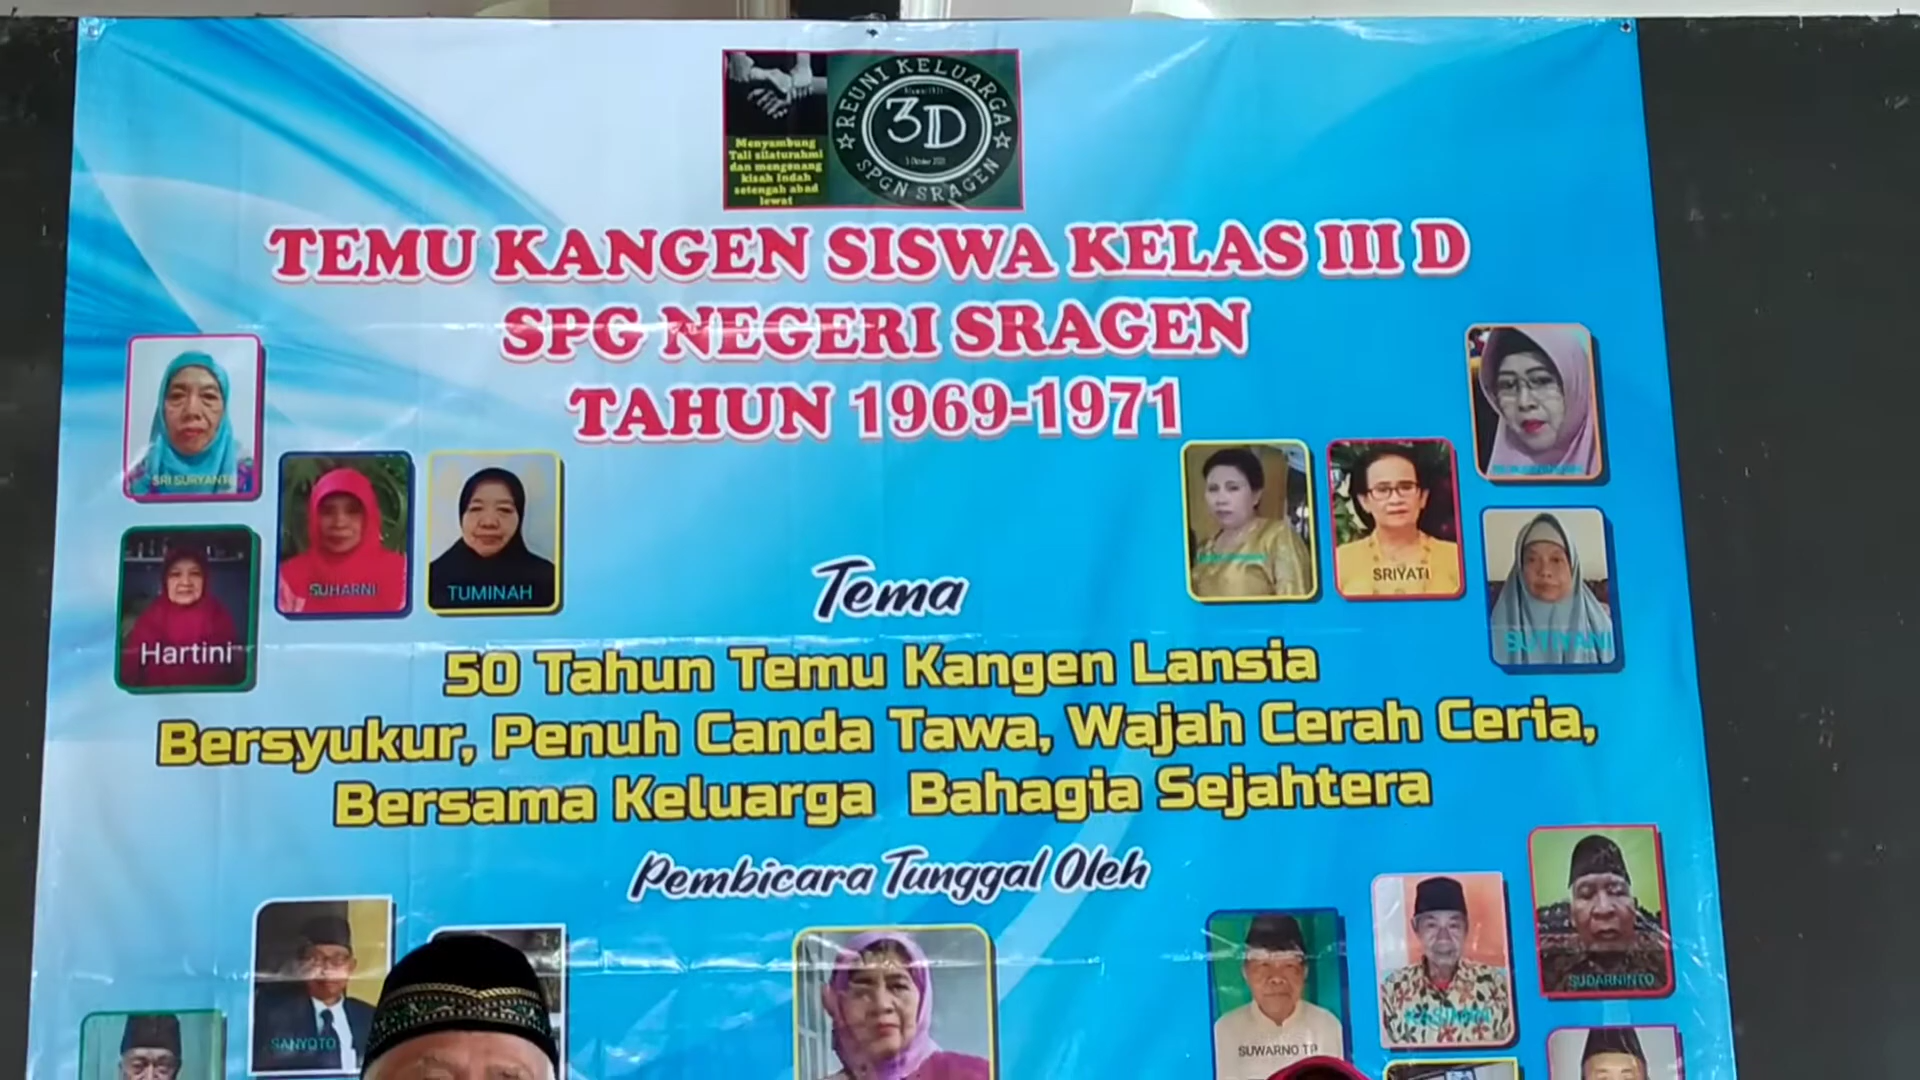 REUNI KELUARGA
3D
SPGN SRAGEN
Menyambung
Tali silaturahmi
dan mengenang
kisah Indah
setengah abad
lewat
TEMU KANGEN SISWA KELAS III D
SPG NEGERI SRAGEN
TAHUN 1969-1971
SRI SURYANTI
SUHARNI
TUMINAH
Hartini
SRIYATI
SUTIYANI
Tema
50 Tahun Temu Kangen Lansia
Bersyukur, Penuh Canda Tawa, Wajah Cerah Ceria,
Bersama Keluarga Bahagia Sejahtera
Pembicara Tunggal Oleh
SANYOTO
SUWARNO TP
SUDARNINTO